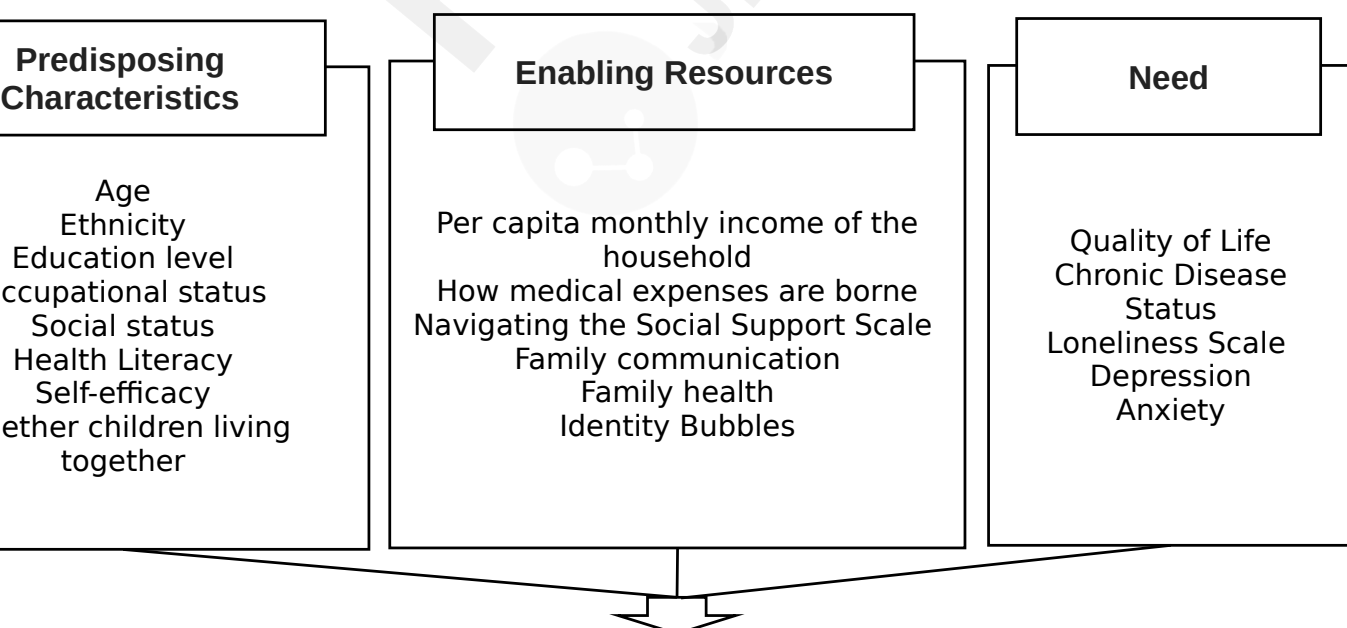 Predisposing
Characteristics
Age
Ethnicity
Education level
ccupational status
Social status
Health Literacy
Self-efficacy
ether children living
together
Enabling Resources
Per capita monthly income of the
household
How medical expenses are borne
Navigating the Social Support Scale
Family communication
Family health
Identity Bubbles
Need
Quality of Life
Chronic Disease
Status
Loneliness Scale
Depression
Anxiety